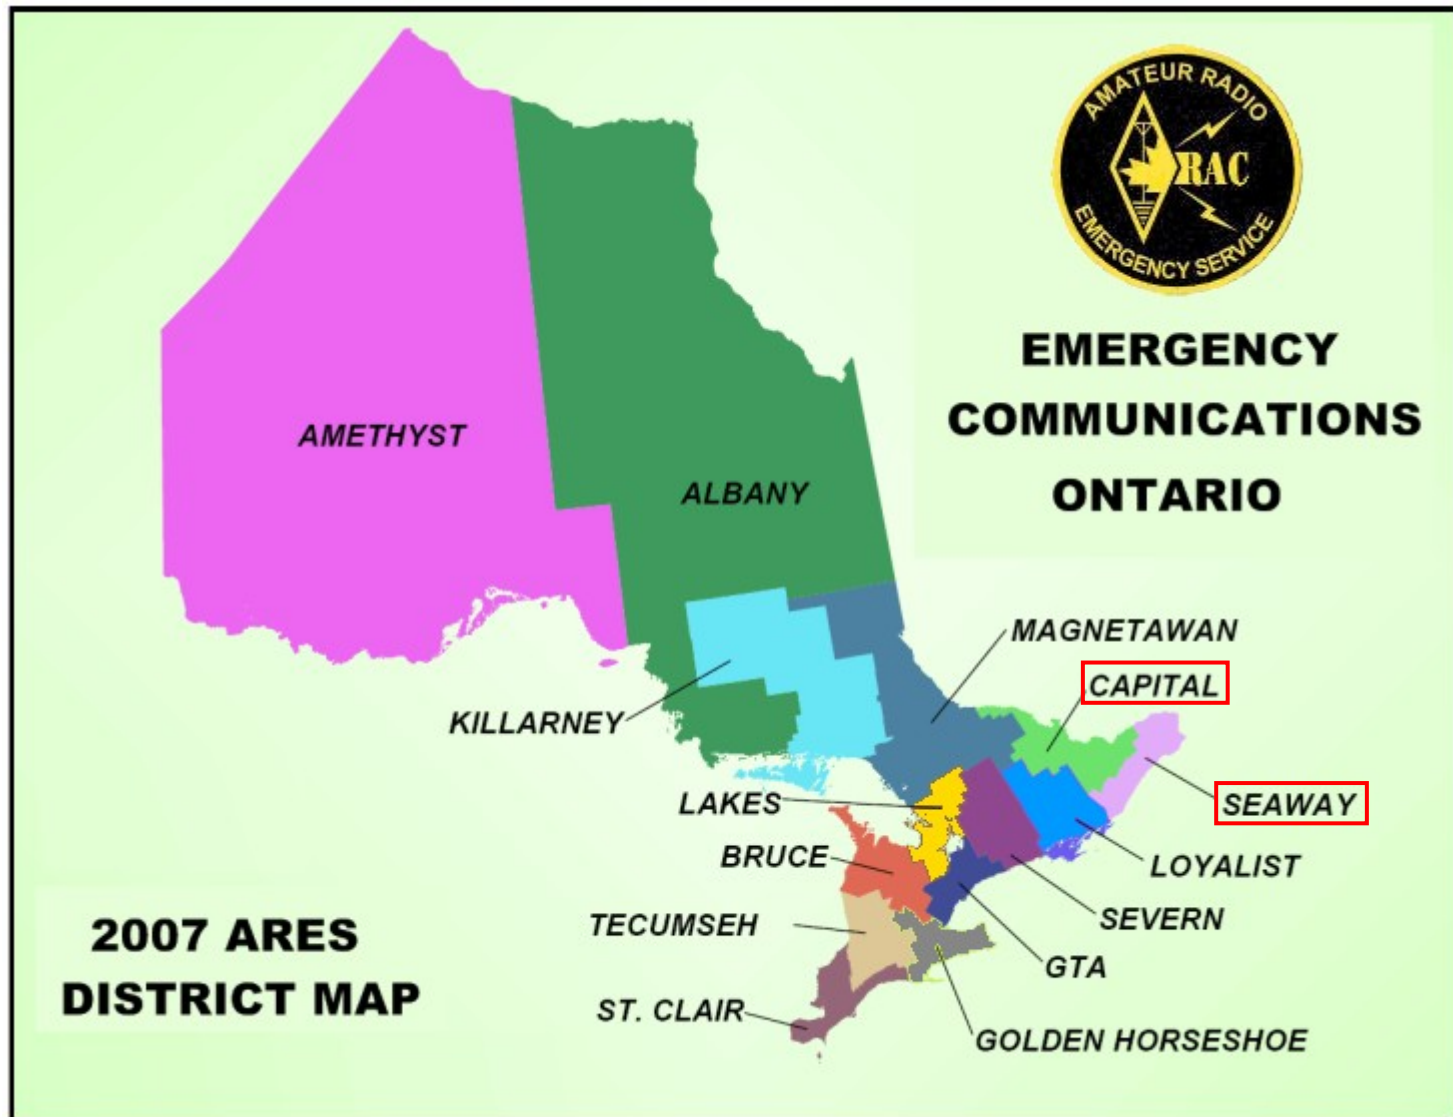 AMATEUR RADIO
RAC
EMERGENCY SERVICE
EMERGENCY
COMMUNICATIONS
ONTARIO
AMETHYST
ALBANY
MAGNETAWAN
CAPITAL
KILLARNEY
SEAWAY
LAKES
BRUCE
LOYALIST
SEVERN
TECUMSEH
GTA
ST. CLAIR
GOLDEN HORSESHOE
2007 ARES
DISTRICT MAP